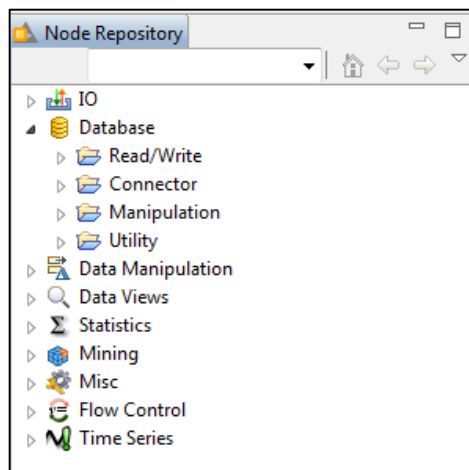 Node Repository
IO
Database
Read/Write
Connector
Manipulation
Utility
Data Manipulation
Data Views
Statistics
Mining
Misc
Flow Control
Time Series